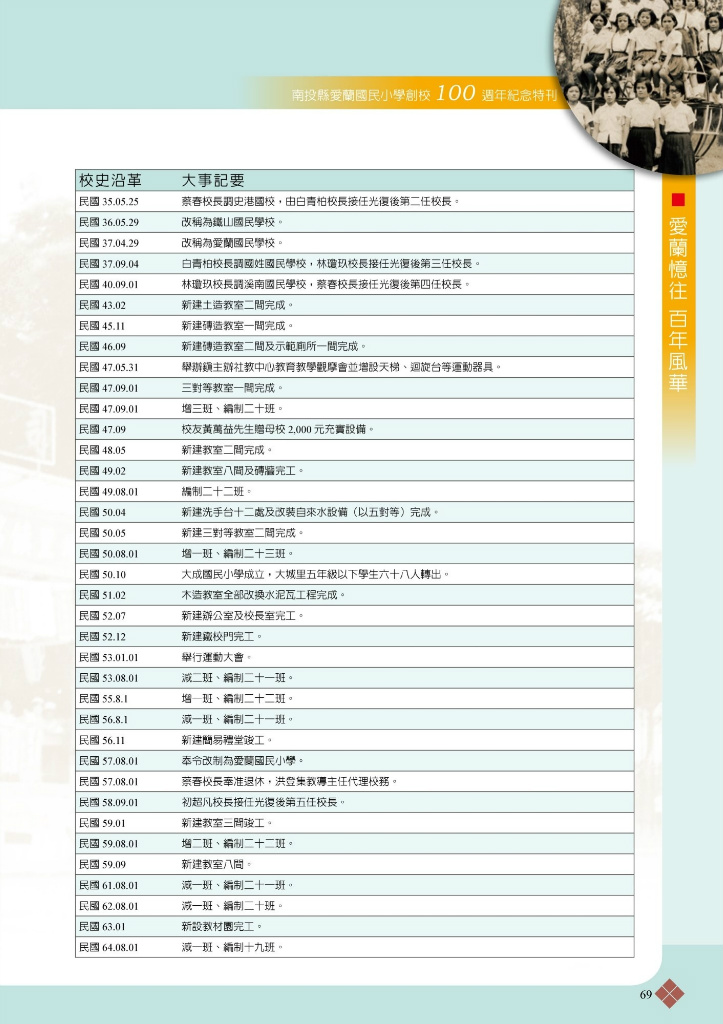 南投縣愛蘭國民小學創校 100 週年紀念特刊
愛蘭憶往 百年風華
校史沿革 大事記要
民國 35.05.25 蔡春校長調史港國校，由白青柏校長接任光復後第二任校長。
民國 36.05.29 改稱為鐵山國民學校。
民國 37.04.29 改稱為愛蘭國民學校。
民國 37.09.04 白青柏校長調國姓國民學校，林瓊玖校長接任光復後第三任校長。
民國 40.09.01 林瓊玖校長調溪南國民學校，蔡春校長接任光復後第四任校長。
民國 43.02 新建土造教室二間完成。
民國 45.11 新建磚造教室一間完成。
民國 46.09 新建磚造教室二間及示範廁所一間完成。
民國 47.05.31 舉辦鎮主辦社教中心教育教學觀摩會並增設天梯、迴旋台等運動器具。
民國 47.09.01 三對等教室一間完成。
民國 47.09.01 增三班、編制二十班。
民國 47.09 校友黃萬益先生贈母校 2,000 元充實設備。
民國 48.05 新建教室二間完成。
民國 49.02 新建教室八間及磚牆完工。
民國 49.08.01 編制二十二班。
民國 50.04 新建洗手台十二處及改裝自來水設備（以五對等）完成。
民國 50.05 新建三對等教室二間完成。
民國 50.08.01 增一班、編制二十三班。
民國 50.10 大成國民小學成立，大城里五年級以下學生六十八人轉出。
民國 51.02 木造教室全部改換水泥瓦工程完成。
民國 52.07 新建辦公室及校長室完工。
民國 52.12 新建鐵校門完工。
民國 53.01.01 舉行運動大會。
民國 53.08.01 減二班、編制二十一班。
民國 55.8.1 增一班、編制二十二班。
民國 56.8.1 減一班、編制二十一班。
民國 56.11 新建簡易禮堂竣工。
民國 57.08.01 奉令改制為愛蘭國民小學。
民國 57.08.01 蔡春校長奉准退休，洪登集教導主任代理校務。
民國 58.09.01 初超凡校長接任光復後第五任校長。
民國 59.01 新建教室三間竣工。
民國 59.08.01 增二班、編制二十二班。
民國 59.09 新建教室八間。
民國 61.08.01 減一班、編制二十一班。
民國 62.08.01 減一班、編制二十班。
民國 63.01 新設教材園完工。
民國 64.08.01 減一班、編制十九班。
69